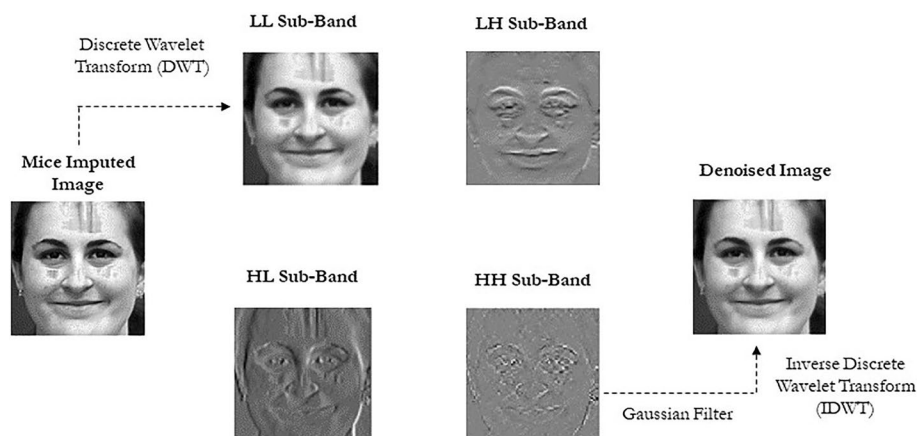 LL Sub-Band
LH Sub-Band
Discrete Wavelet
Transform (DWT)
Mice Imputed
Image
Denoised Image
HL Sub-Band
HH Sub-Band
Gaussian Filter
Inverse Discrete
Wavelet Transform
(IDWT)